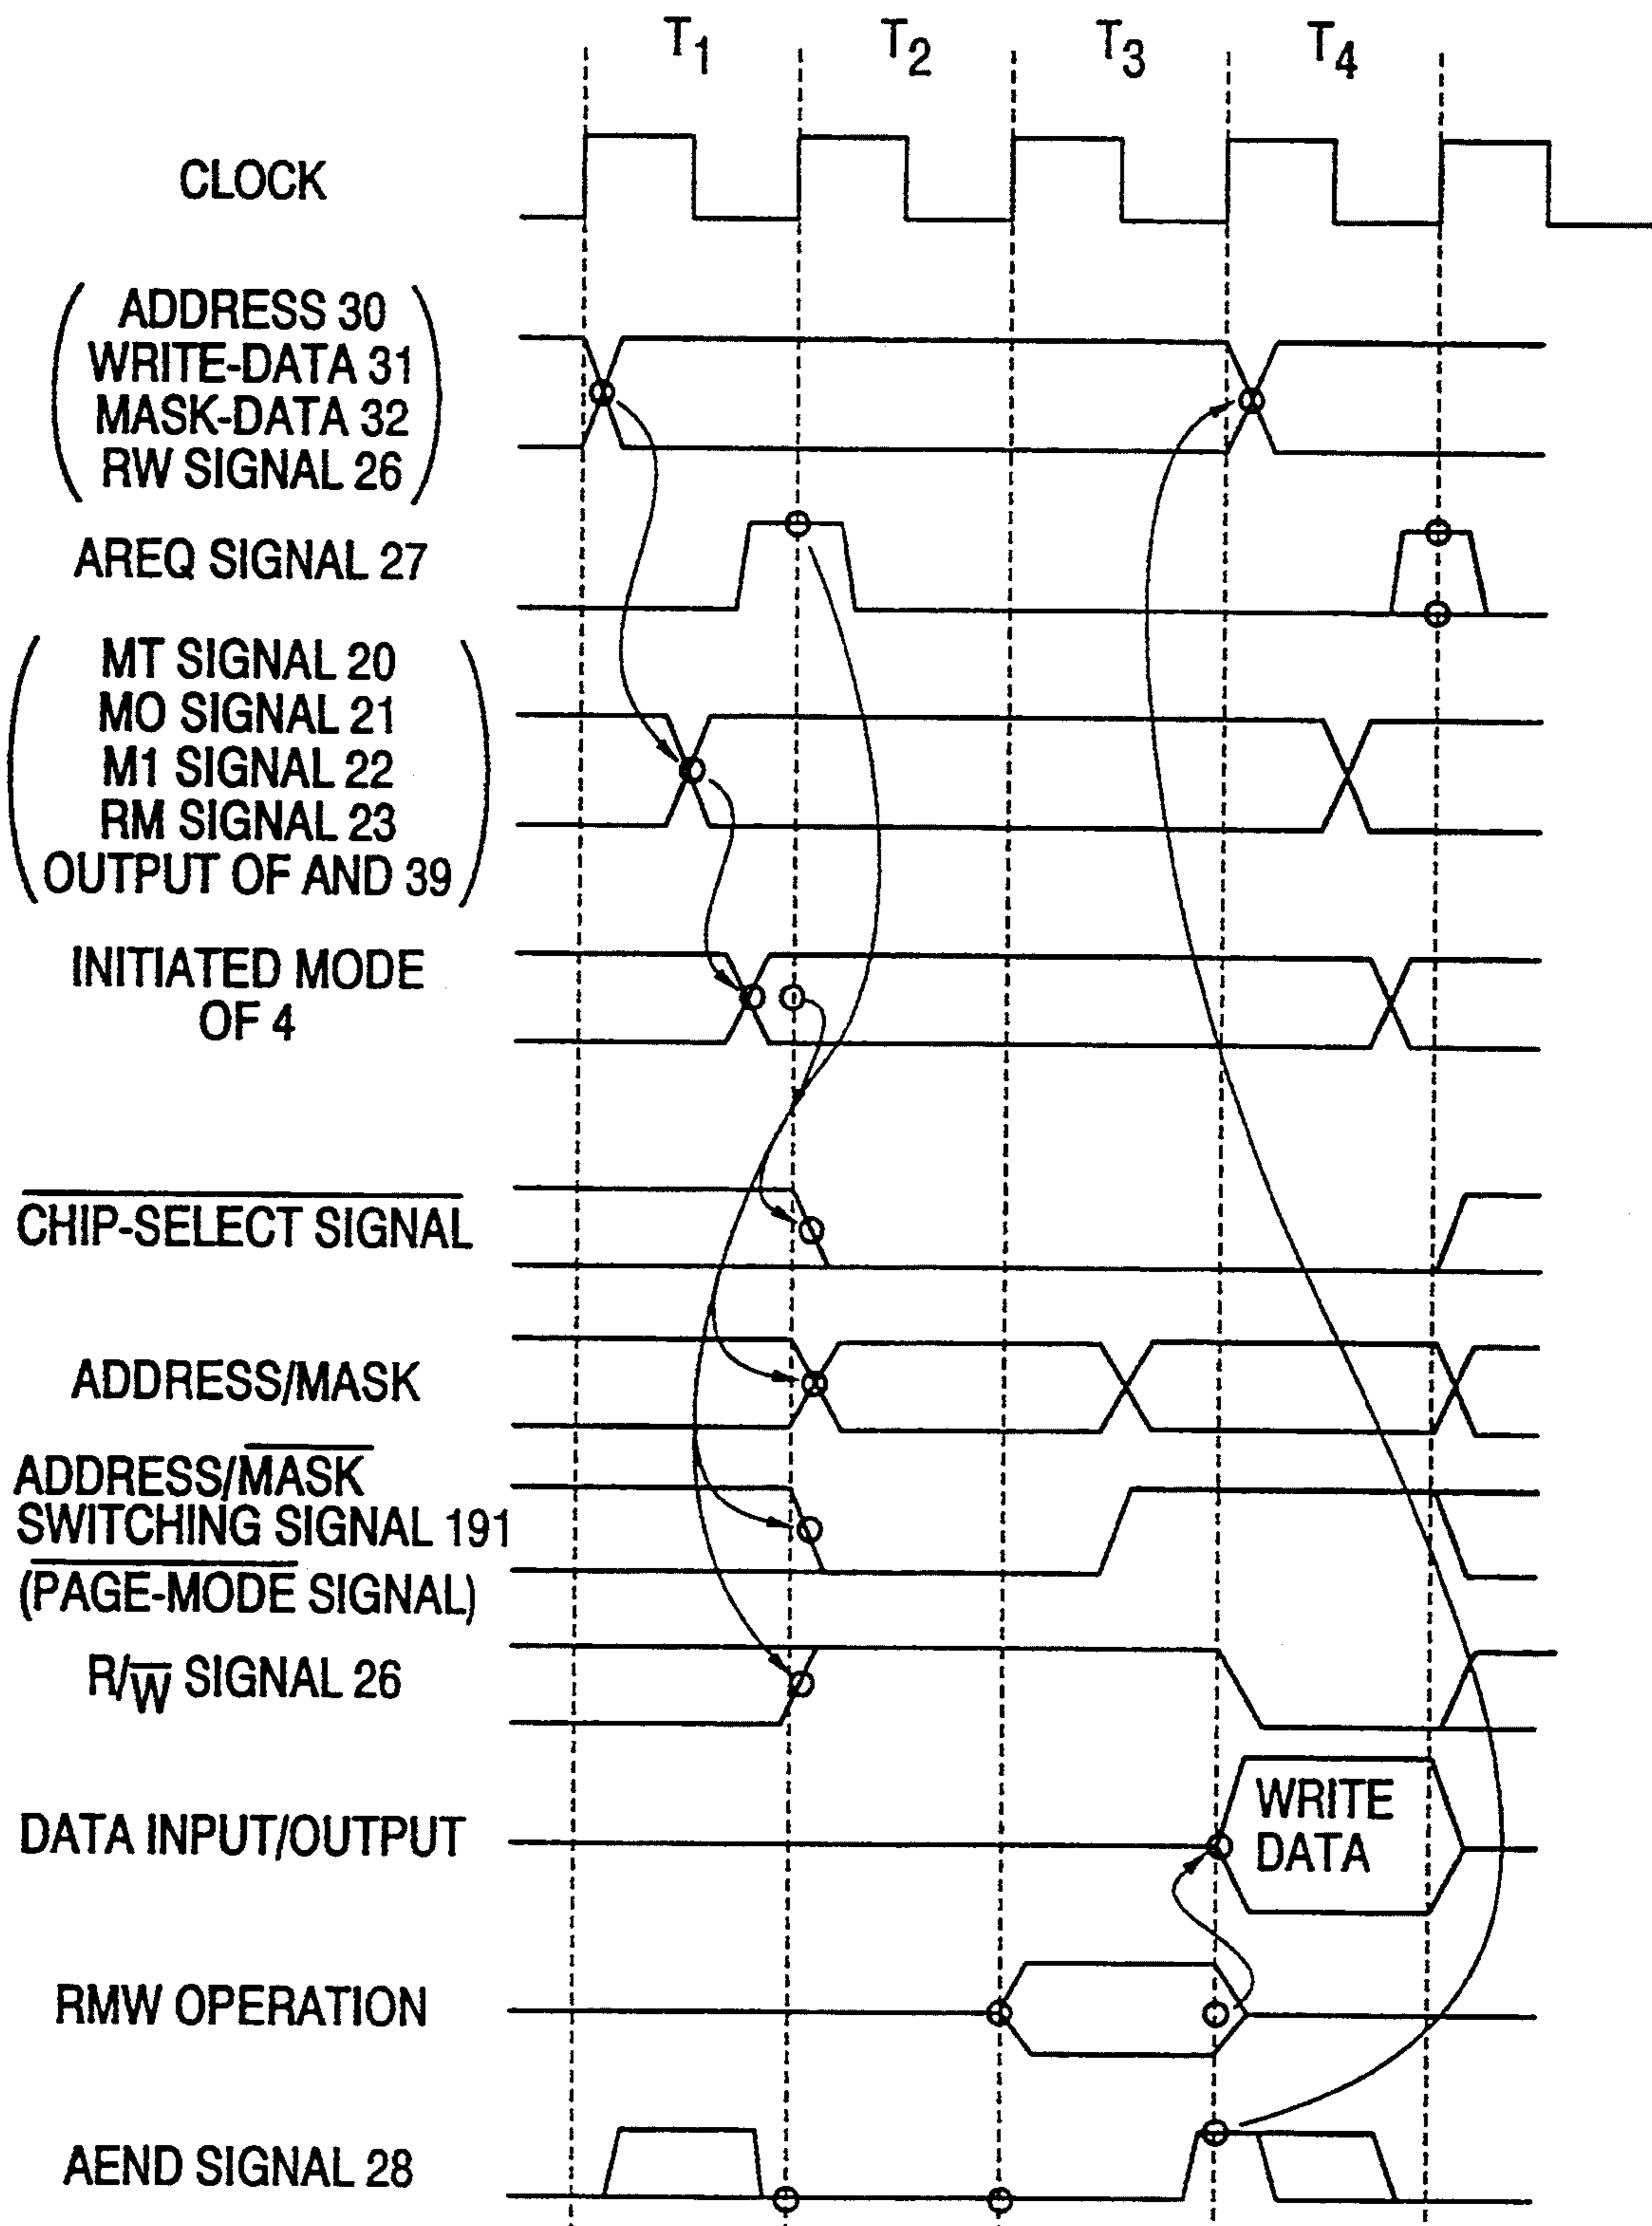 T1 T2 T3 T4
CLOCK
ADDRESS 30
WRITE-DATA 31
MASK-DATA 32
RW SIGNAL 26
AREQ SIGNAL 27
MT SIGNAL 20
MO SIGNAL 21
M1 SIGNAL 22
RM SIGNAL 23
OUTPUT OF AND 39
INITIATED MODE
OF 4
CHIP-SELECT SIGNAL
ADDRESS/MASK
ADDRESS/MASK
SWITCHING SIGNAL 191
(PAGE-MODE SIGNAL)
R/W SIGNAL 26
DATA INPUT/OUTPUT
WRITE
DATA
RMW OPERATION
AEND SIGNAL 28